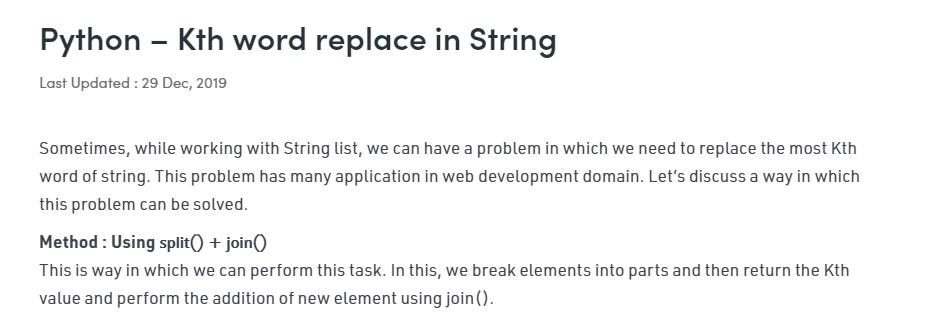 Python – Kth word replace in String
Last Updated : 29 Dec, 2019
Sometimes, while working with String list, we can have a problem in which we need to replace the most Kth
word of string. This problem has many application in web development domain. Let’s discuss a way in which
this problem can be solved.
Method : Using split() + join()
This is way in which we can perform this task. In this, we break elements into parts and then return the Kth
value and perform the addition of new element using join().